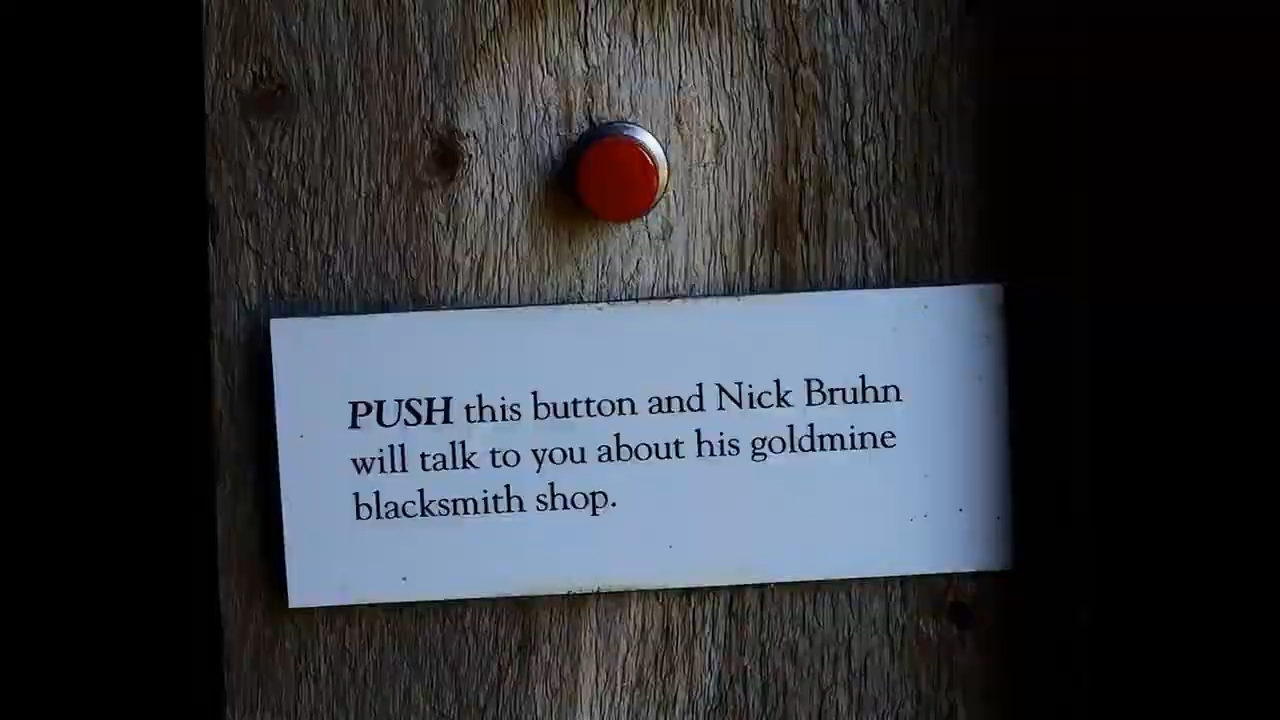 PUSH this button and Nick Bruhn
will talk to you about his goldmine
blacksmith shop.